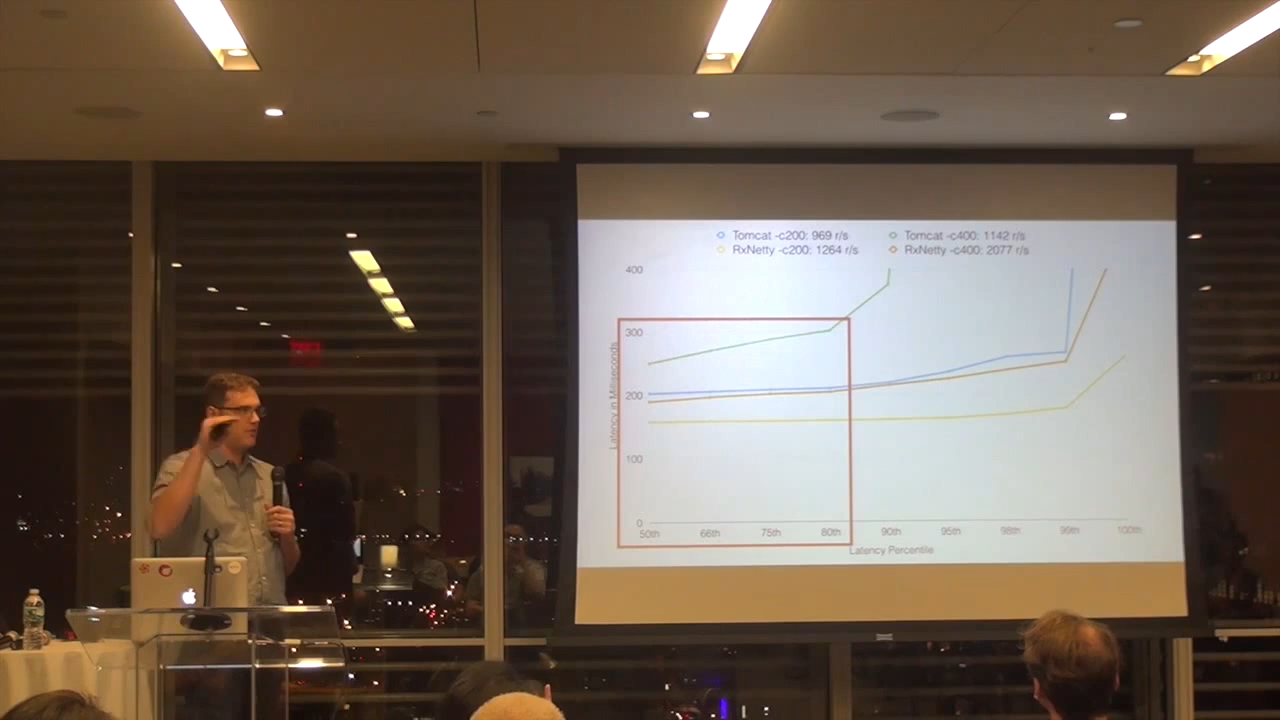 Tomcat -c200: 969 r/s
Tomcat -c400: 1142 r/s
RxNetty -c200: 1264 r/s
RxNetty -c400: 2077 r/s
400
300
200
100
0
Latency in Milliseconds
50th 66th 75th 80th 90th 95th 98th 99th 100th
Latency Percentile